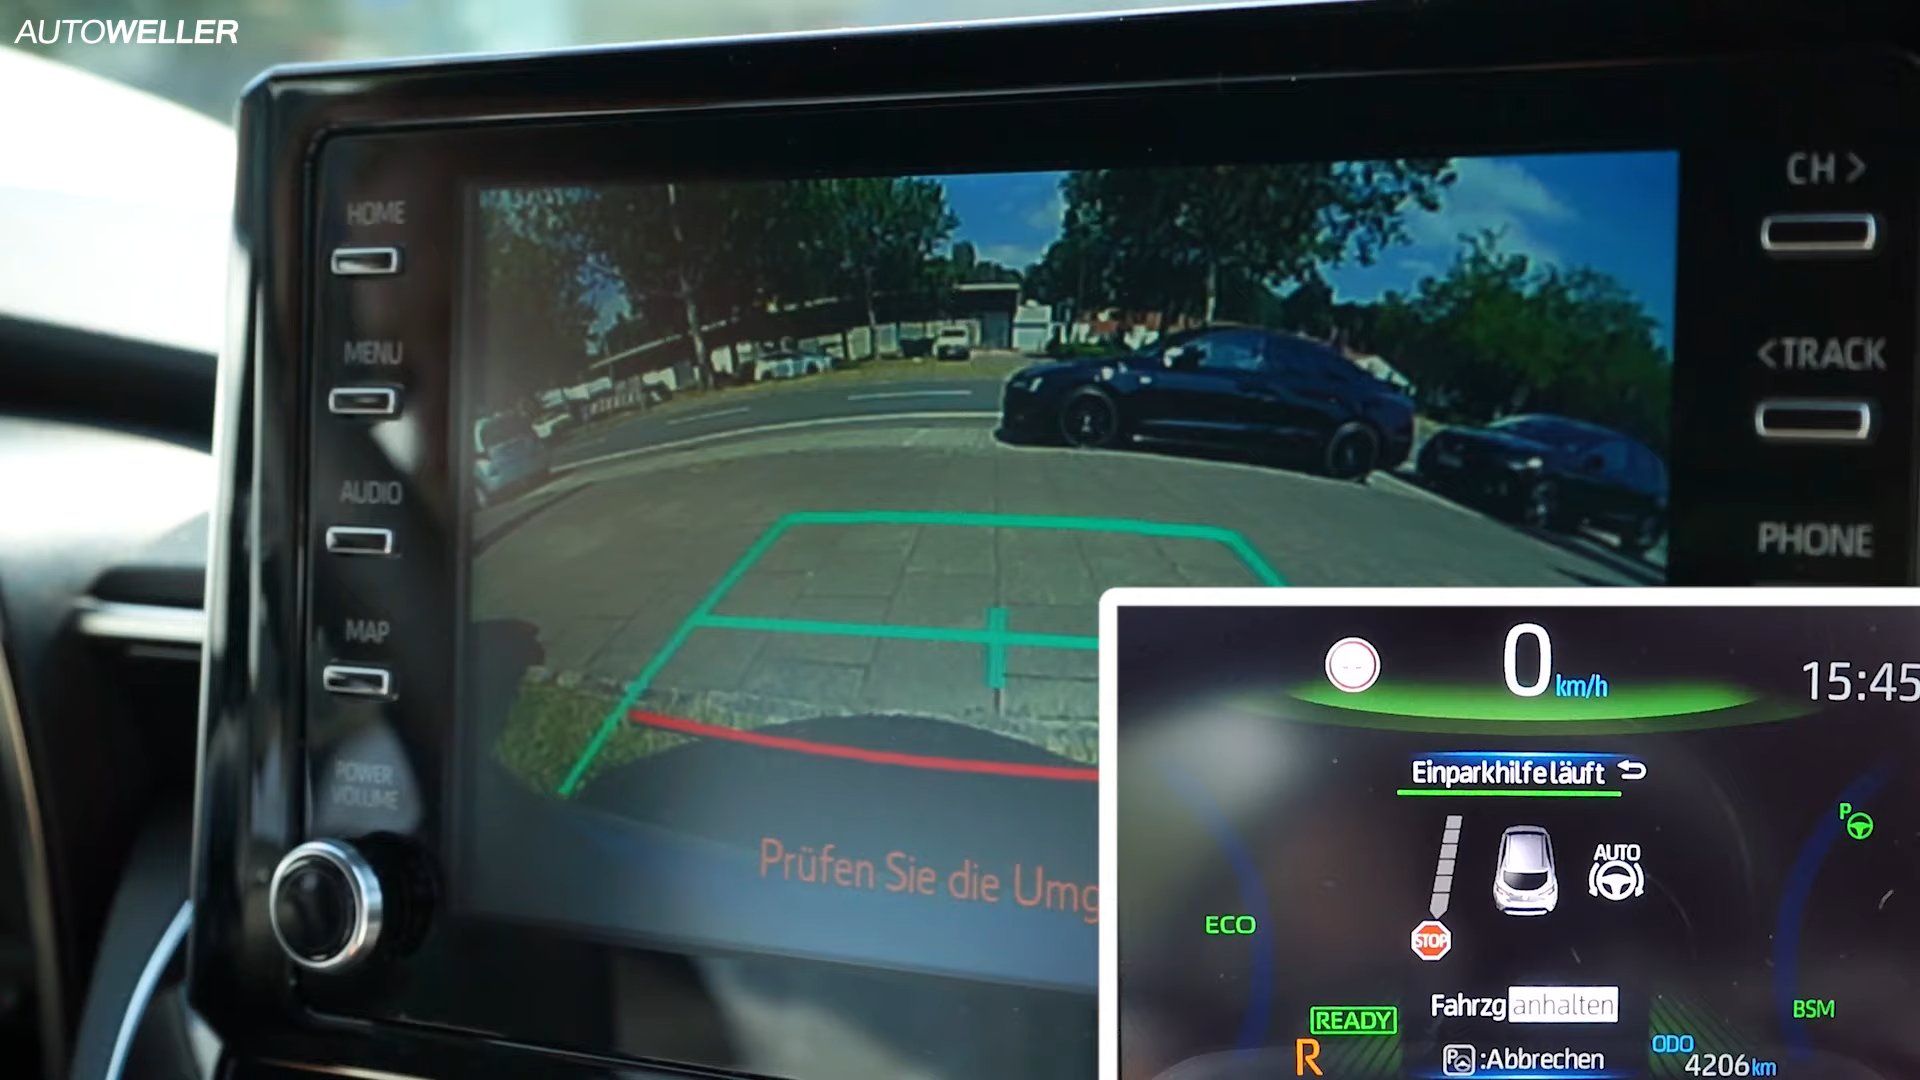 AUTOWELLER
HOME
MENU
AUDIO
MAP
POWER
VOLUME
CH >
< TRACK
PHONE
Prüfen Sie die Umg
0 km/h
15:45
Einparkhilfe läuft
P
AUTO
ECO
STOP
Fahrzg anhalten
READY
BSM
R
P :Abbrechen
ODO
4206 km